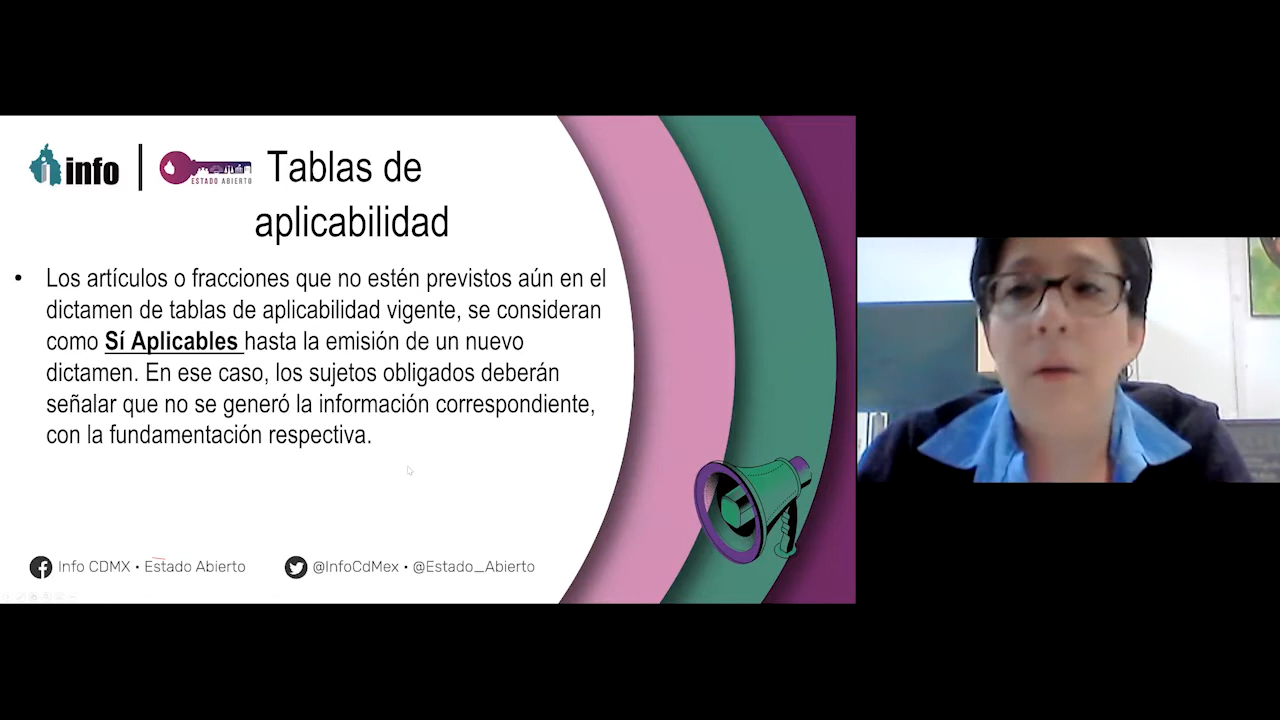 info
ESTADO ABIERTO
Tablas de
aplicabilidad
• Los artículos o fracciones que no estén previstos aún en el
dictamen de tablas de aplicabilidad vigente, se consideran
como Sí Aplicables hasta la emisión de un nuevo
dictamen. En ese caso, los sujetos obligados deberán
señalar que no se generó la información correspondiente,
con la fundamentación respectiva.
Info CDMX • Estado Abierto
@InfoCdMex • @Estado_Abierto